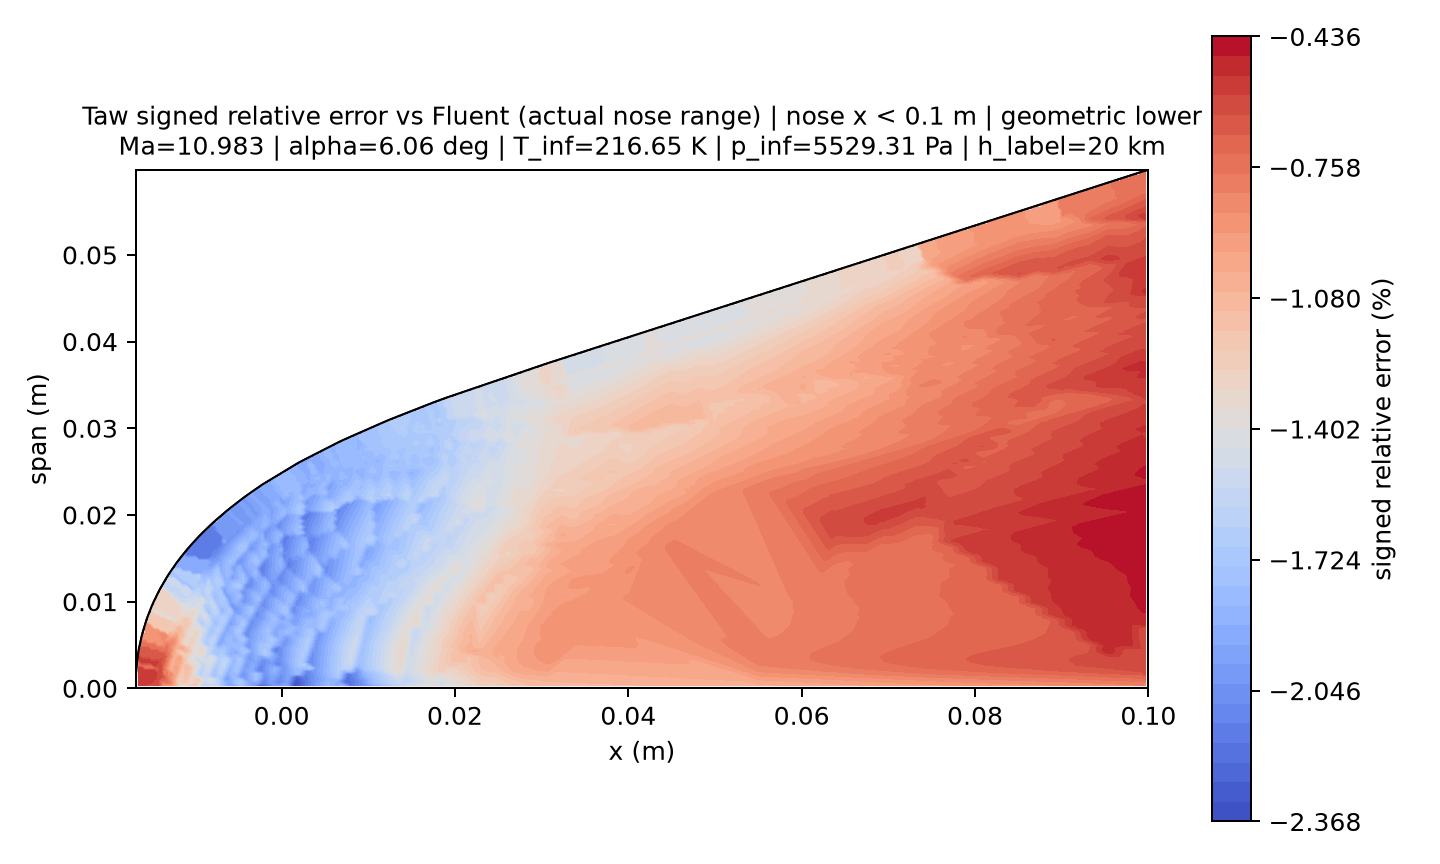 Taw signed relative error vs Fluent (actual nose range) | nose x < 0.1 m | geometric lower
Ma=10.983 | alpha=6.06 deg | T_inf=216.65 K | p_inf=5529.31 Pa | h_label=20 km
span (m)
0.05
0.04
0.03
0.02
0.01
0.00
0.00 0.02 0.04 0.06 0.08 0.10
x (m)
−0.436
−0.758
−1.080
−1.402
−1.724
−2.046
−2.368
signed relative error (%)